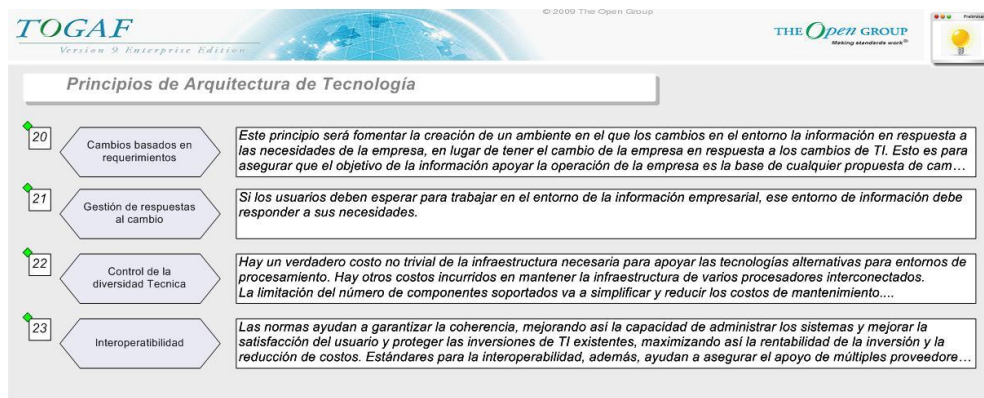 © 2009 The Open Group
TOGAF
Version 9 Enterprise Edition
THE Open GROUP
Making standards work®
Principios de Arquitectura de Tecnología
20
Cambios basados en
requerimientos
Este principio será fomentar la creación de un ambiente en el que los cambios en el entorno la información en respuesta a
las necesidades de la empresa, en lugar de tener el cambio de la empresa en respuesta a los cambios de TI. Esto es para
asegurar que el objetivo de la información apoyar la operación de la empresa es la base de cualquier propuesta de cam…
21
Gestión de respuestas
al cambio
Si los usuarios deben esperar para trabajar en el entorno de la información empresarial, ese entorno de información debe
responder a sus necesidades.
22
Control de la
diversidad Tecnica
Hay un verdadero costo no trivial de la infraestructura necesaria para apoyar las tecnologías alternativas para entornos de
procesamiento. Hay otros costos incurridos en mantener la infraestructura de varios procesadores interconectados.
La limitación del número de componentes soportados va a simplificar y reducir los costos de mantenimiento....
23
Interoperatibilidad
Las normas ayudan a garantizar la coherencia, mejorando así la capacidad de administrar los sistemas y mejorar la
satisfacción del usuario y proteger las inversiones de TI existentes, maximizando así la rentabilidad de la inversión y la
reducción de costos. Estándares para la interoperabilidad, además, ayudan a asegurar el apoyo de múltiples proveedore…